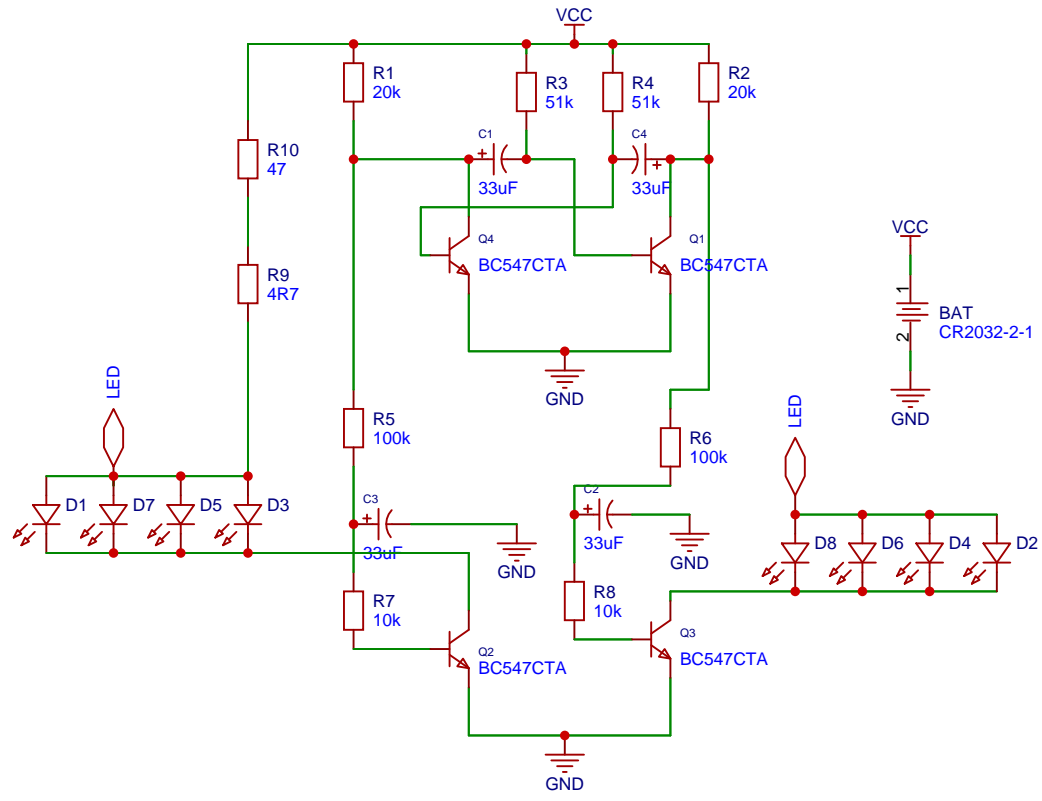 VCC
R1
20k
R3
51k
R4
51k
R2
20k
R10
47
C1
33uF
C4
33uF
Q4
BC547CTA
Q1
BC547CTA
VCC
R9
4R7
1
BAT
CR2032-2-1
2
GND
GND
LED
LED
R5
100k
R6
100k
D1
D7
D5
D3
C3
33uF
GND
C2
33uF
GND
D8
D6
D4
D2
R7
10k
R8
10k
Q2
BC547CTA
Q3
BC547CTA
GND